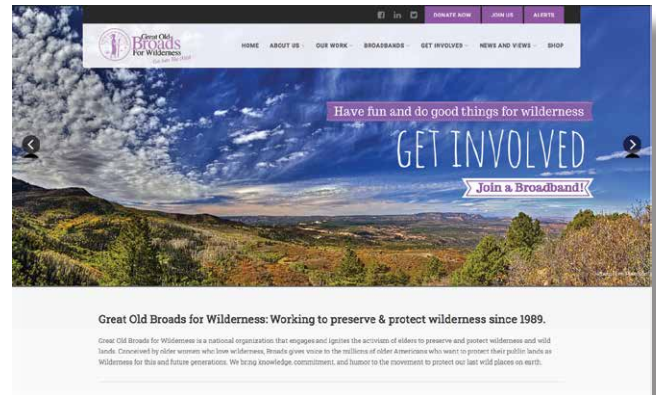 DONATE NOW JOIN US ALERTS
Great Old
Broads
For Wilderness
HOME ABOUT US OUR WORK BROADBANDS GET INVOLVES NEWS AND VIEWS SHOP
Have fun and do good things for wilderness
GET INVOLVED
Join a Broadband!
Great Old Broads for Wilderness: Working to preserve & protect wilderness since 1989.
Great Old Broads for Wilderness is a national organization that engages and ignites the activism of elders to preserve and protect wilderness and wild
lands. Conceived by older women who love wilderness, Broads gives voice to the millions of older Americans who want to protect their public lands as
Wilderness for this and future generations. We bring knowledge, commitment, and humor to the movement to protect our last wild places on earth.